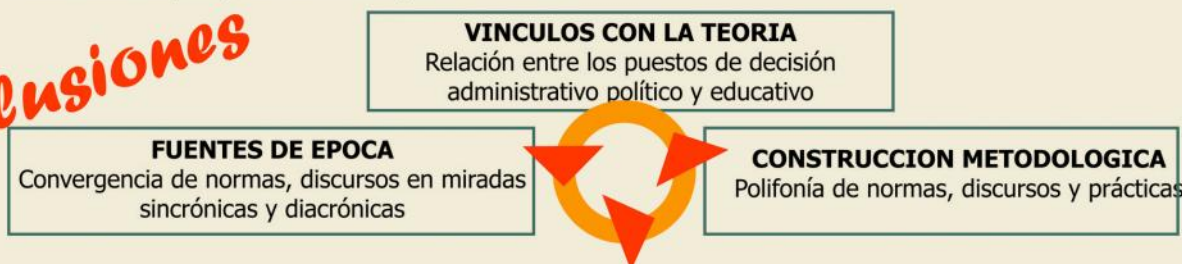 VINCULOS CON LA TEORIA
Relación entre los puestos de decisión
administrativo político y educativo
FUENTES DE EPOCA
Convergencia de normas, discursos en miradas
sincrónicas y diacrónicas
CONSTRUCCION METODOLOGICA
Polifonía de normas, discursos y prácticas